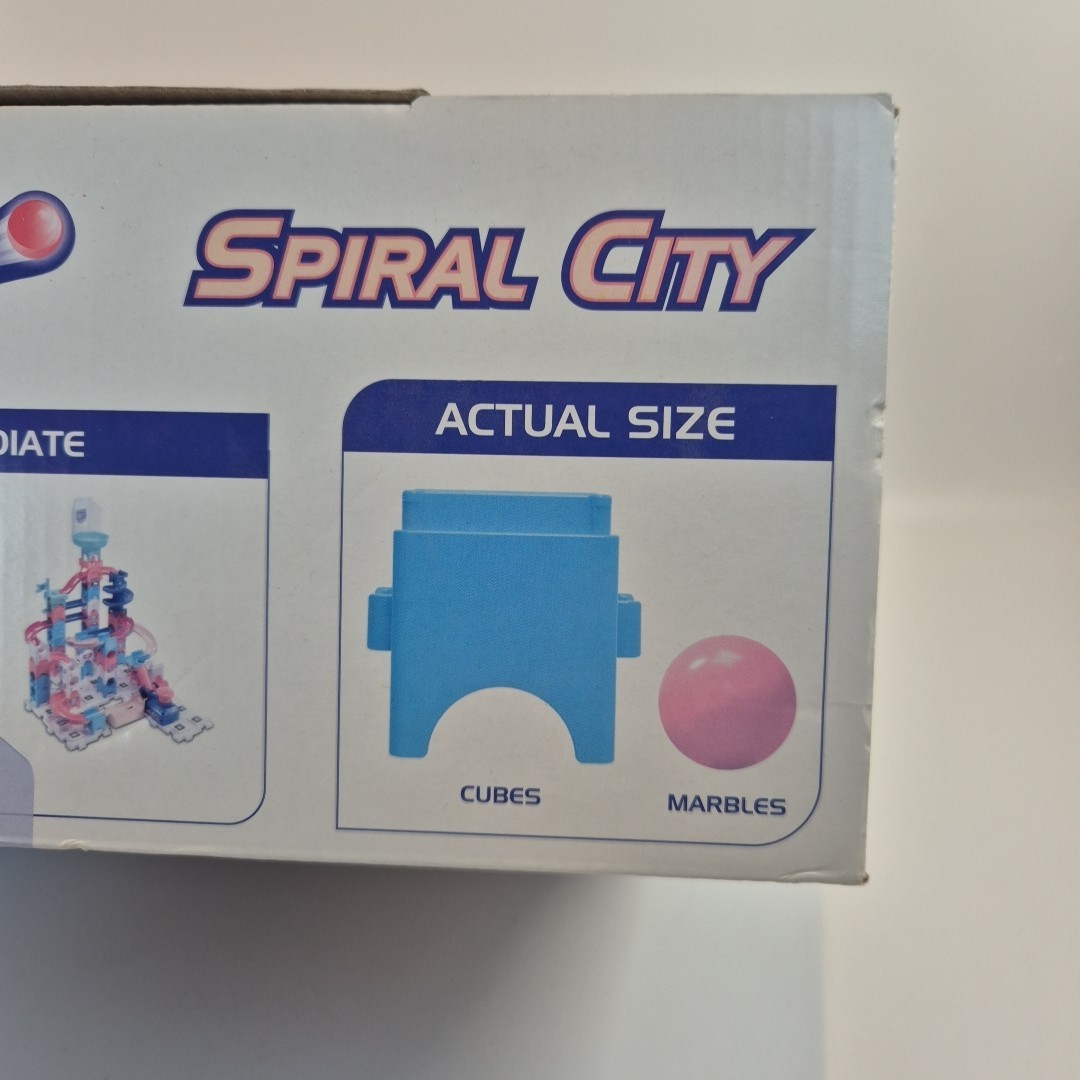 SPIRAL CITY
DIATE
ACTUAL SIZE
CUBES
MARBLES